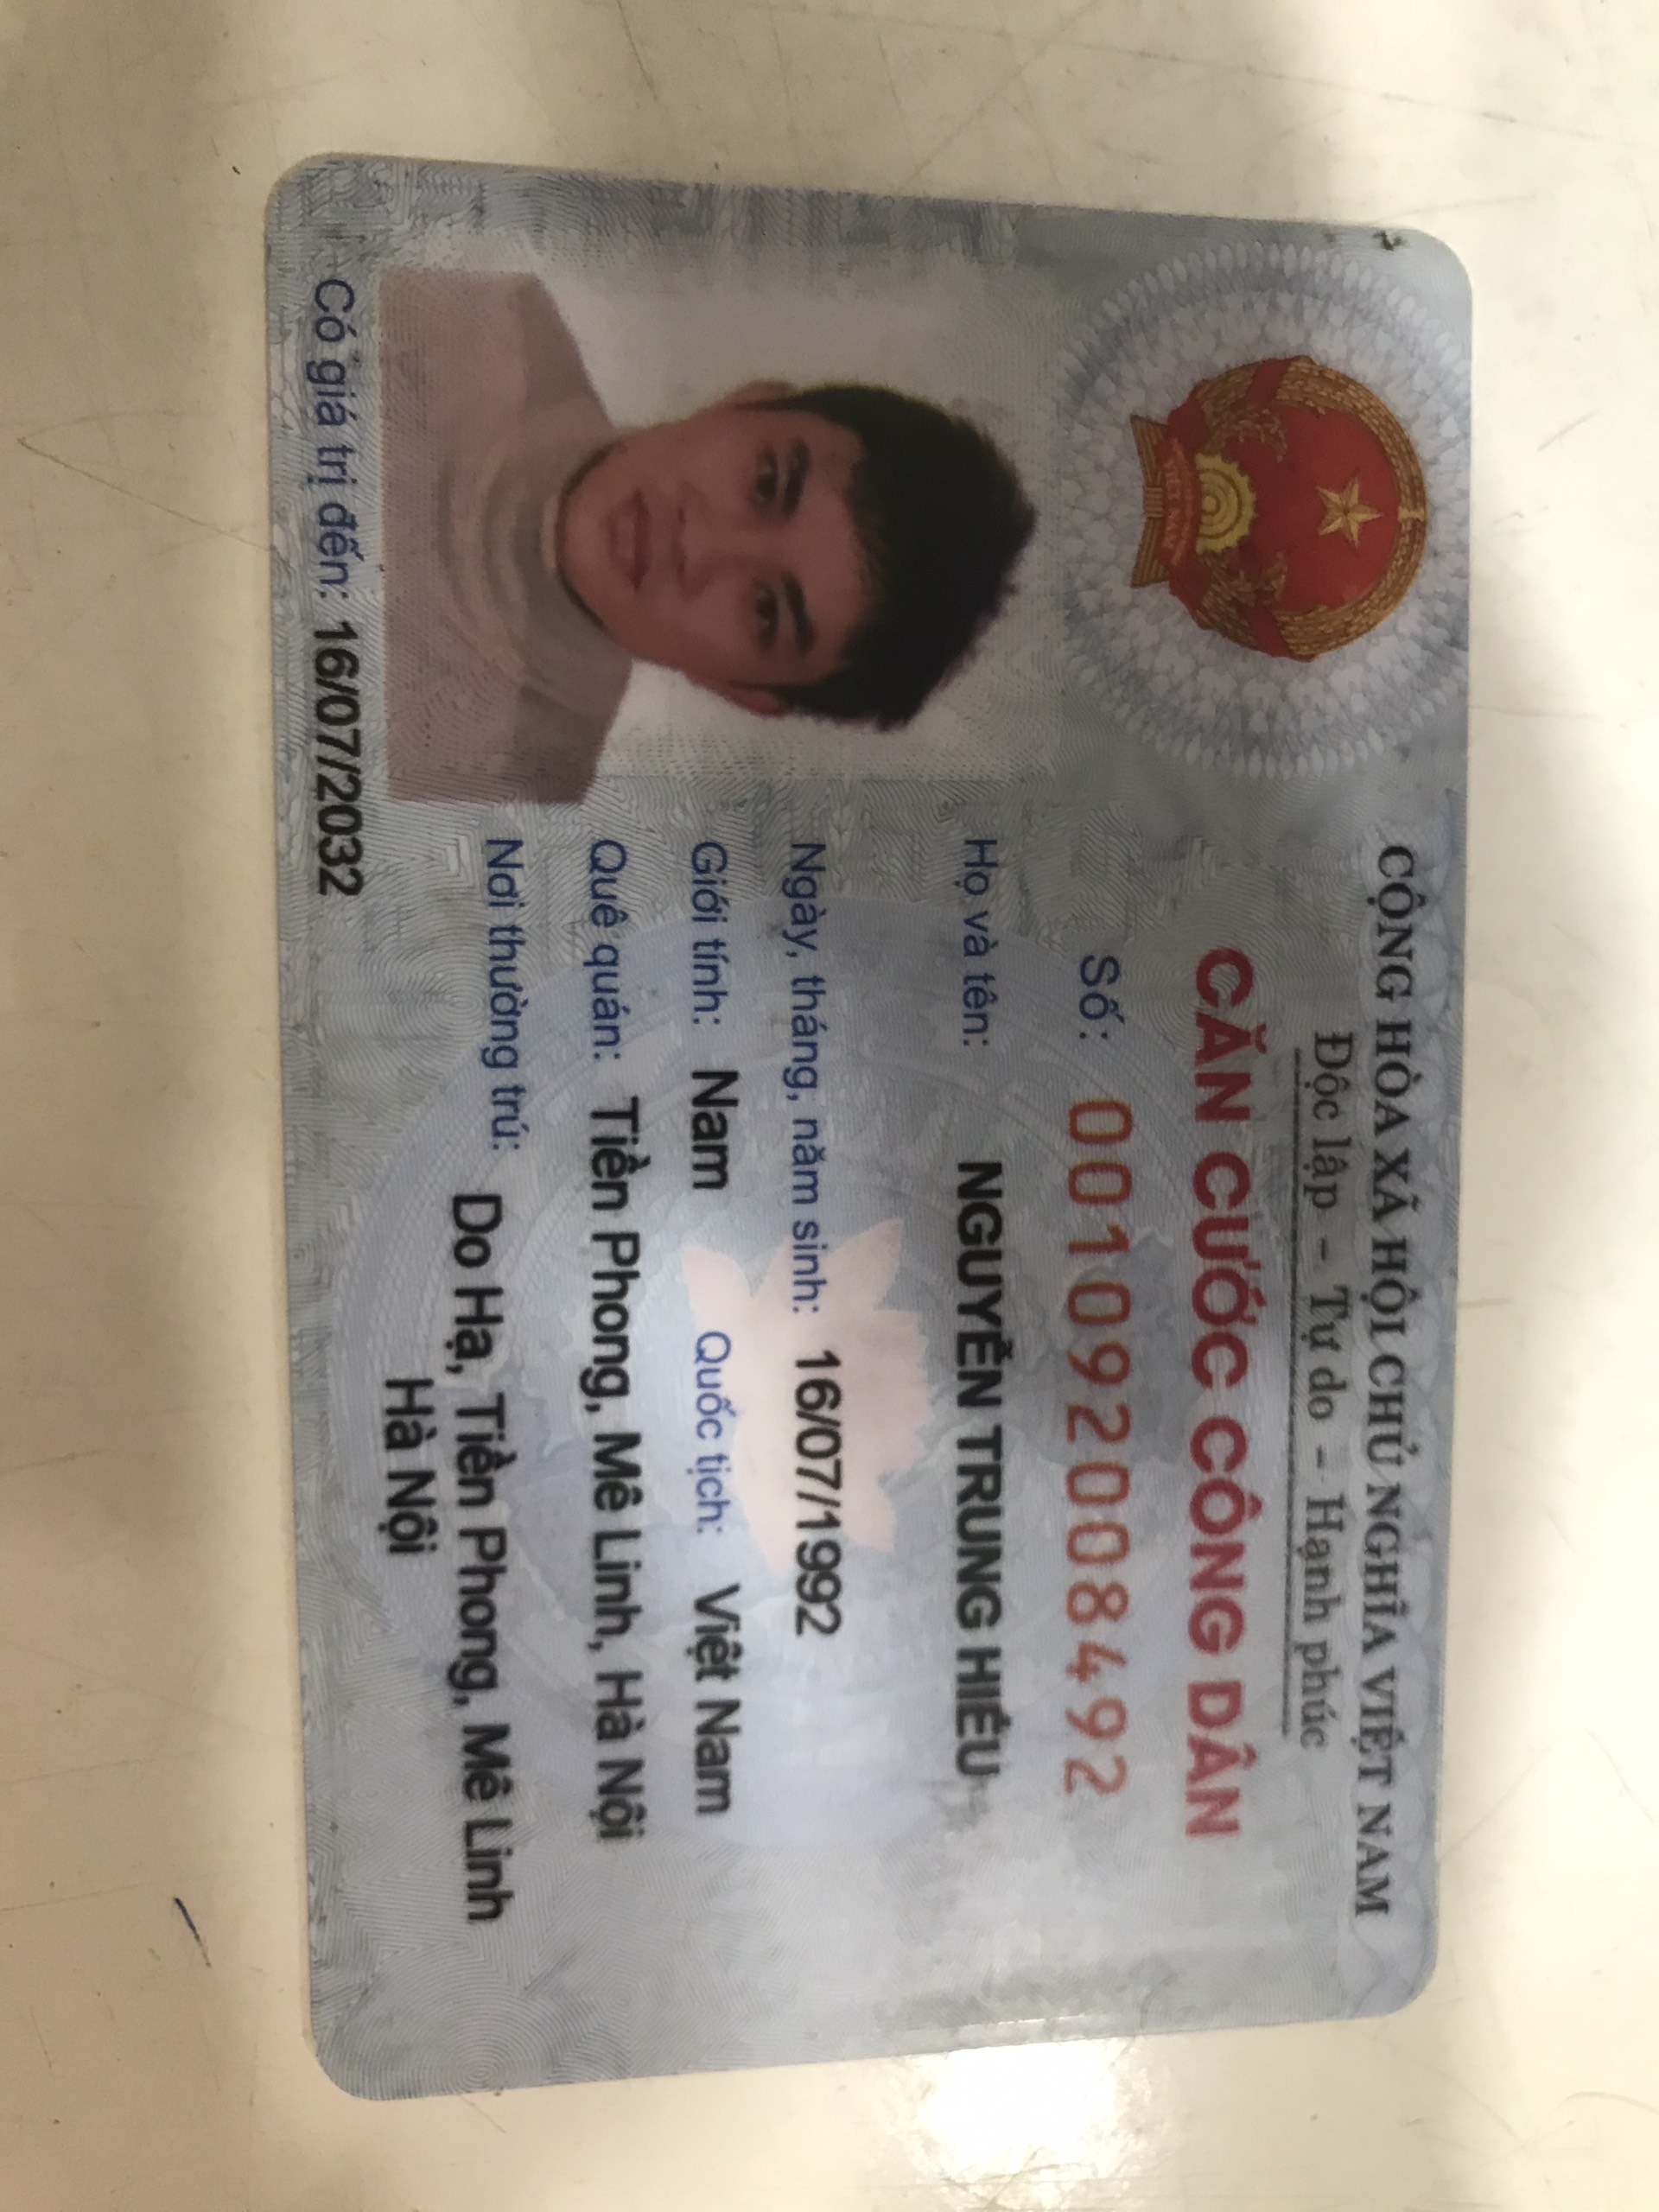 CỘNG HÒA XÃ HỘI CHỦ NGHĨA VIỆT NAM
Độc lập - Tự do - Hạnh phúc
CĂN CƯỚC CÔNG DÂN
Số: 001092008492
Họ và tên: NGUYỄN TRUNG HIẾU
Ngày, tháng, năm sinh: 16/07/1992
Giới tính: Nam Quốc tịch: Việt Nam
Quê quán: Tiền Phong, Mê Linh, Hà Nội
Nơi thường trú: Do Hạ, Tiền Phong, Mê Linh
Hà Nội
Có giá trị đến: 16/07/2032
VIỆT NAM